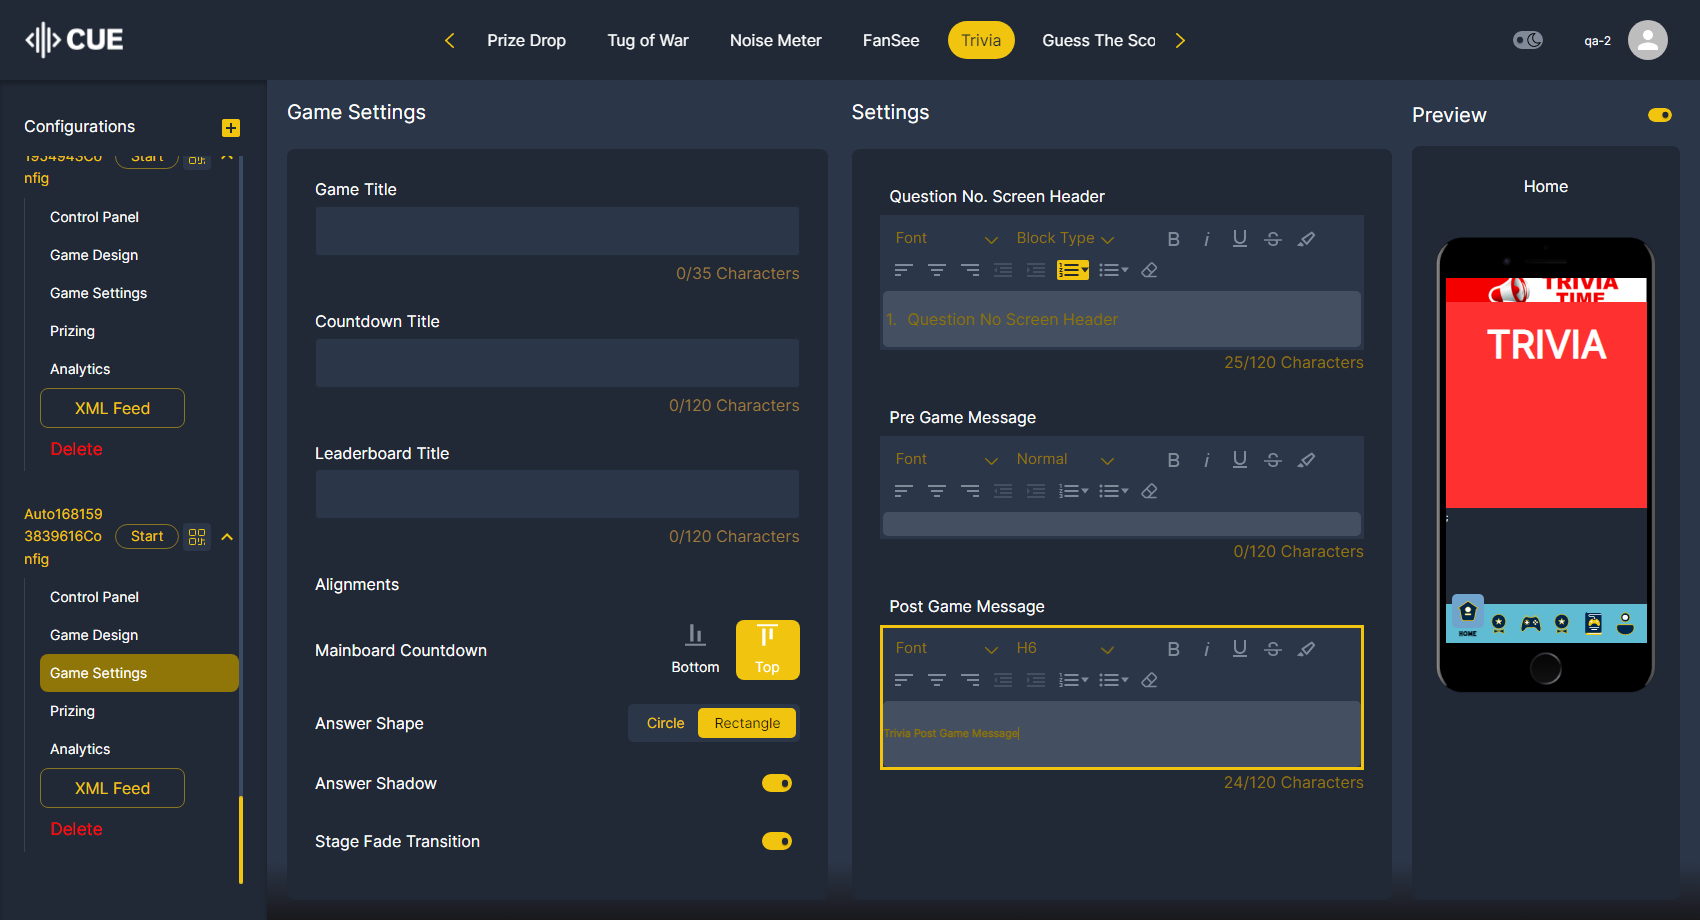 CUE
Prize Drop
Tug of War
Noise Meter
FanSee
Trivia
Guess The Sco
qa-2
Configurations
1954943Co
nfig
Start
Control Panel
Game Design
Game Settings
Prizing
Analytics
XML Feed
Delete
Auto168159
3839616Co
nfig
Start
Control Panel
Game Design
Game Settings
Prizing
Analytics
XML Feed
Delete
Game Settings
Game Title
0/35 Characters
Countdown Title
0/120 Characters
Leaderboard Title
0/120 Characters
Alignments
Mainboard Countdown
Bottom
Top
Answer Shape
Circle
Rectangle
Answer Shadow
Stage Fade Transition
Settings
Question No. Screen Header
Font
Block Type
B i U S
1. Question No Screen Header
25/120 Characters
Pre Game Message
Font
Normal
B i U S
0/120 Characters
Post Game Message
Font
H6
B i U S
Trivia Post Game Message
24/120 Characters
Preview
Home
TRIVIA
TIME
TRIVIA
;
HOME